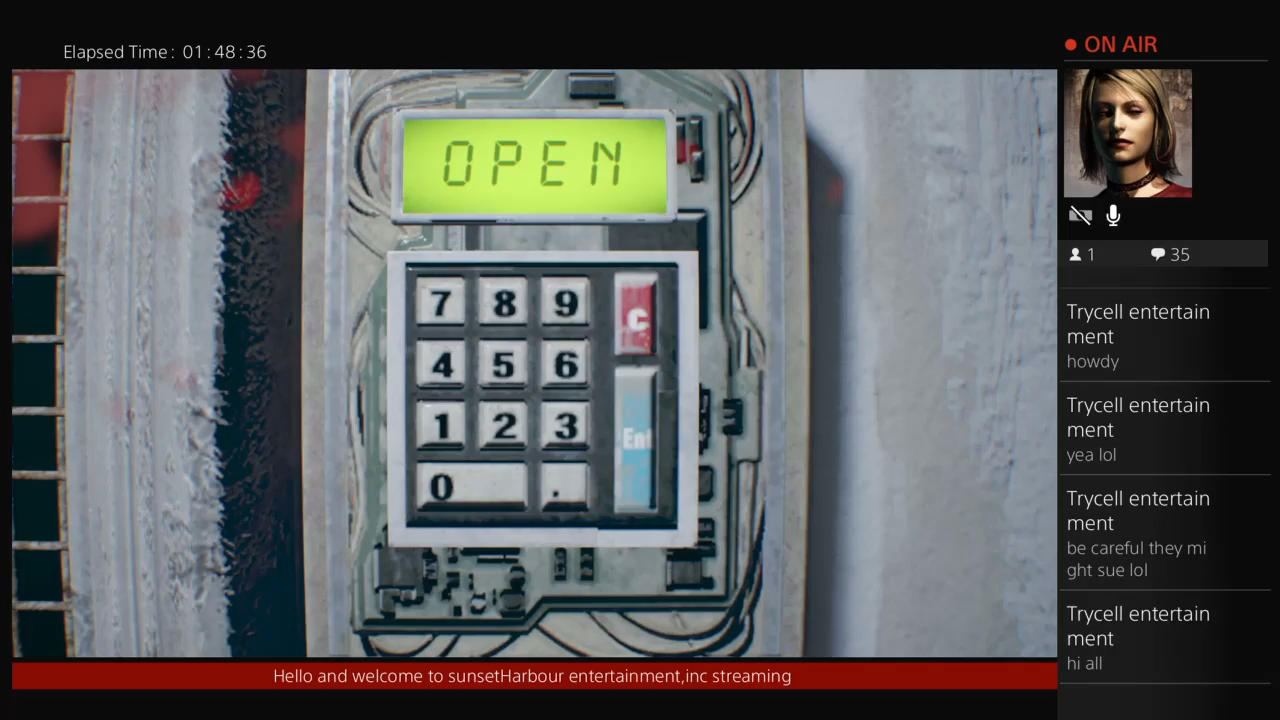 Elapsed Time: 01:48:36
ON AIR
OPEN
7 8 9 C
4 5 6
1 2 3 Ent
0 .
1 35
Trycell entertain
ment
howdy
Trycell entertain
ment
yea lol
Trycell entertain
ment
be careful they mi
ght sue lol
Trycell entertain
ment
hi all
Hello and welcome to sunsetHarbour entertainment,inc streaming